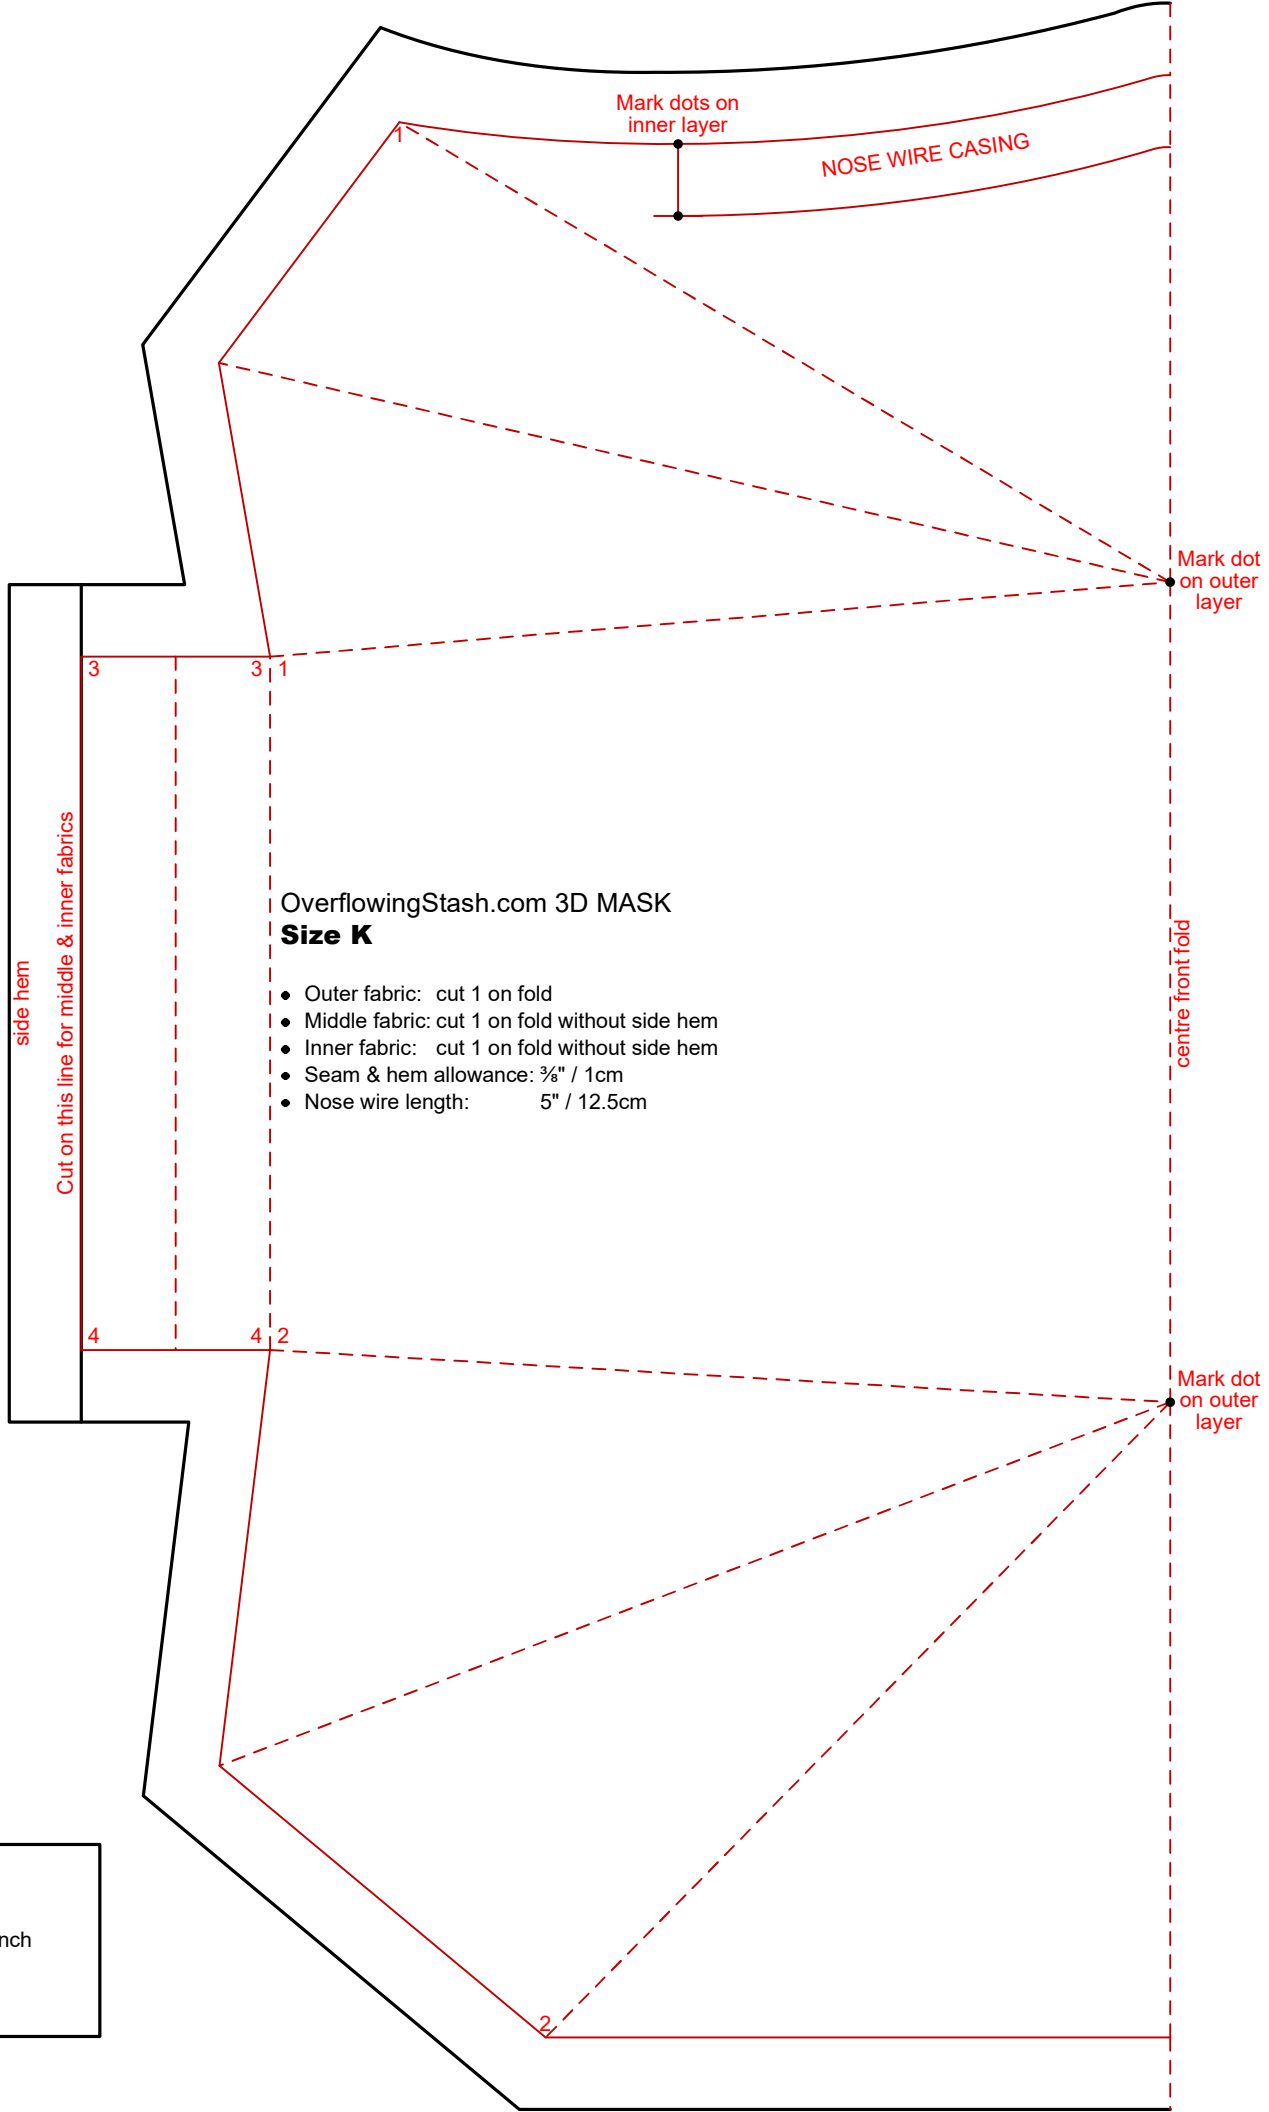 Mark dots on
inner layer
NOSE WIRE CASING
1
Mark dot
on outer
layer
3
3
1
side hem
Cut on this line for middle & inner fabrics
OverflowingStash.com 3D MASK
Size K
• Outer fabric: cut 1 on fold
• Middle fabric: cut 1 on fold without side hem
• Inner fabric: cut 1 on fold without side hem
• Seam & hem allowance: ⅜" / 1cm
• Nose wire length: 5" / 12.5cm
centre front fold
4
4
2
Mark dot
on outer
layer
nch
2